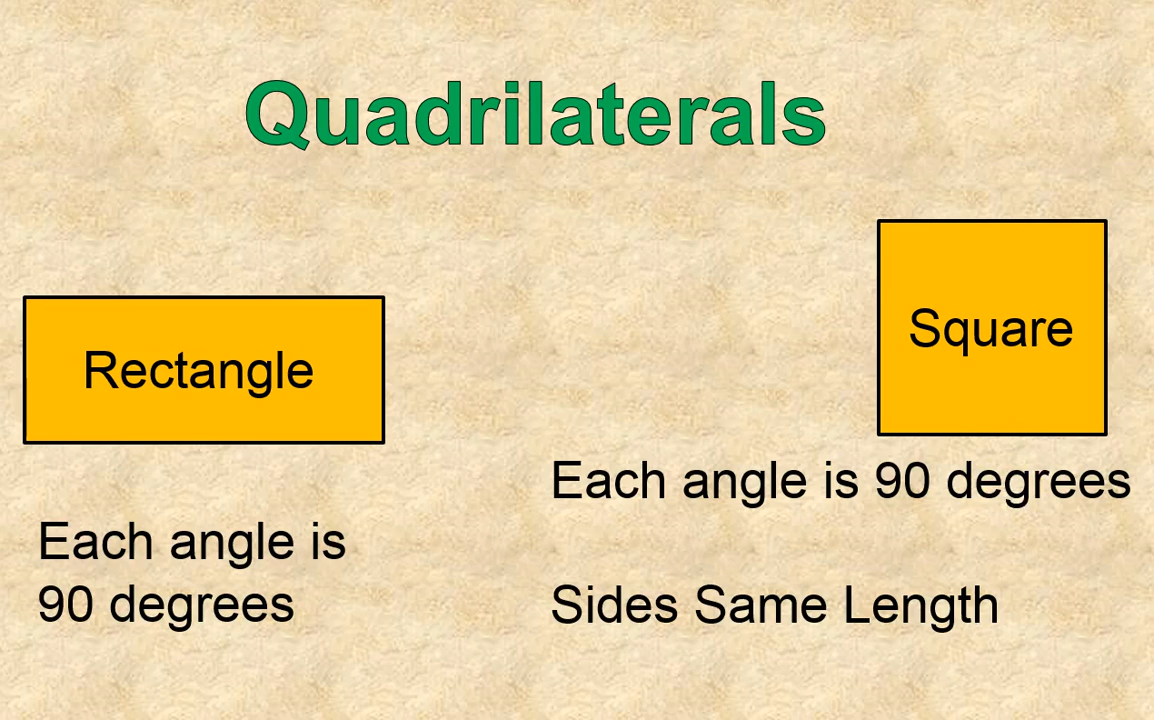 Quadrilaterals
Rectangle
Each angle is
90 degrees
Square
Each angle is 90 degrees
Sides Same Length